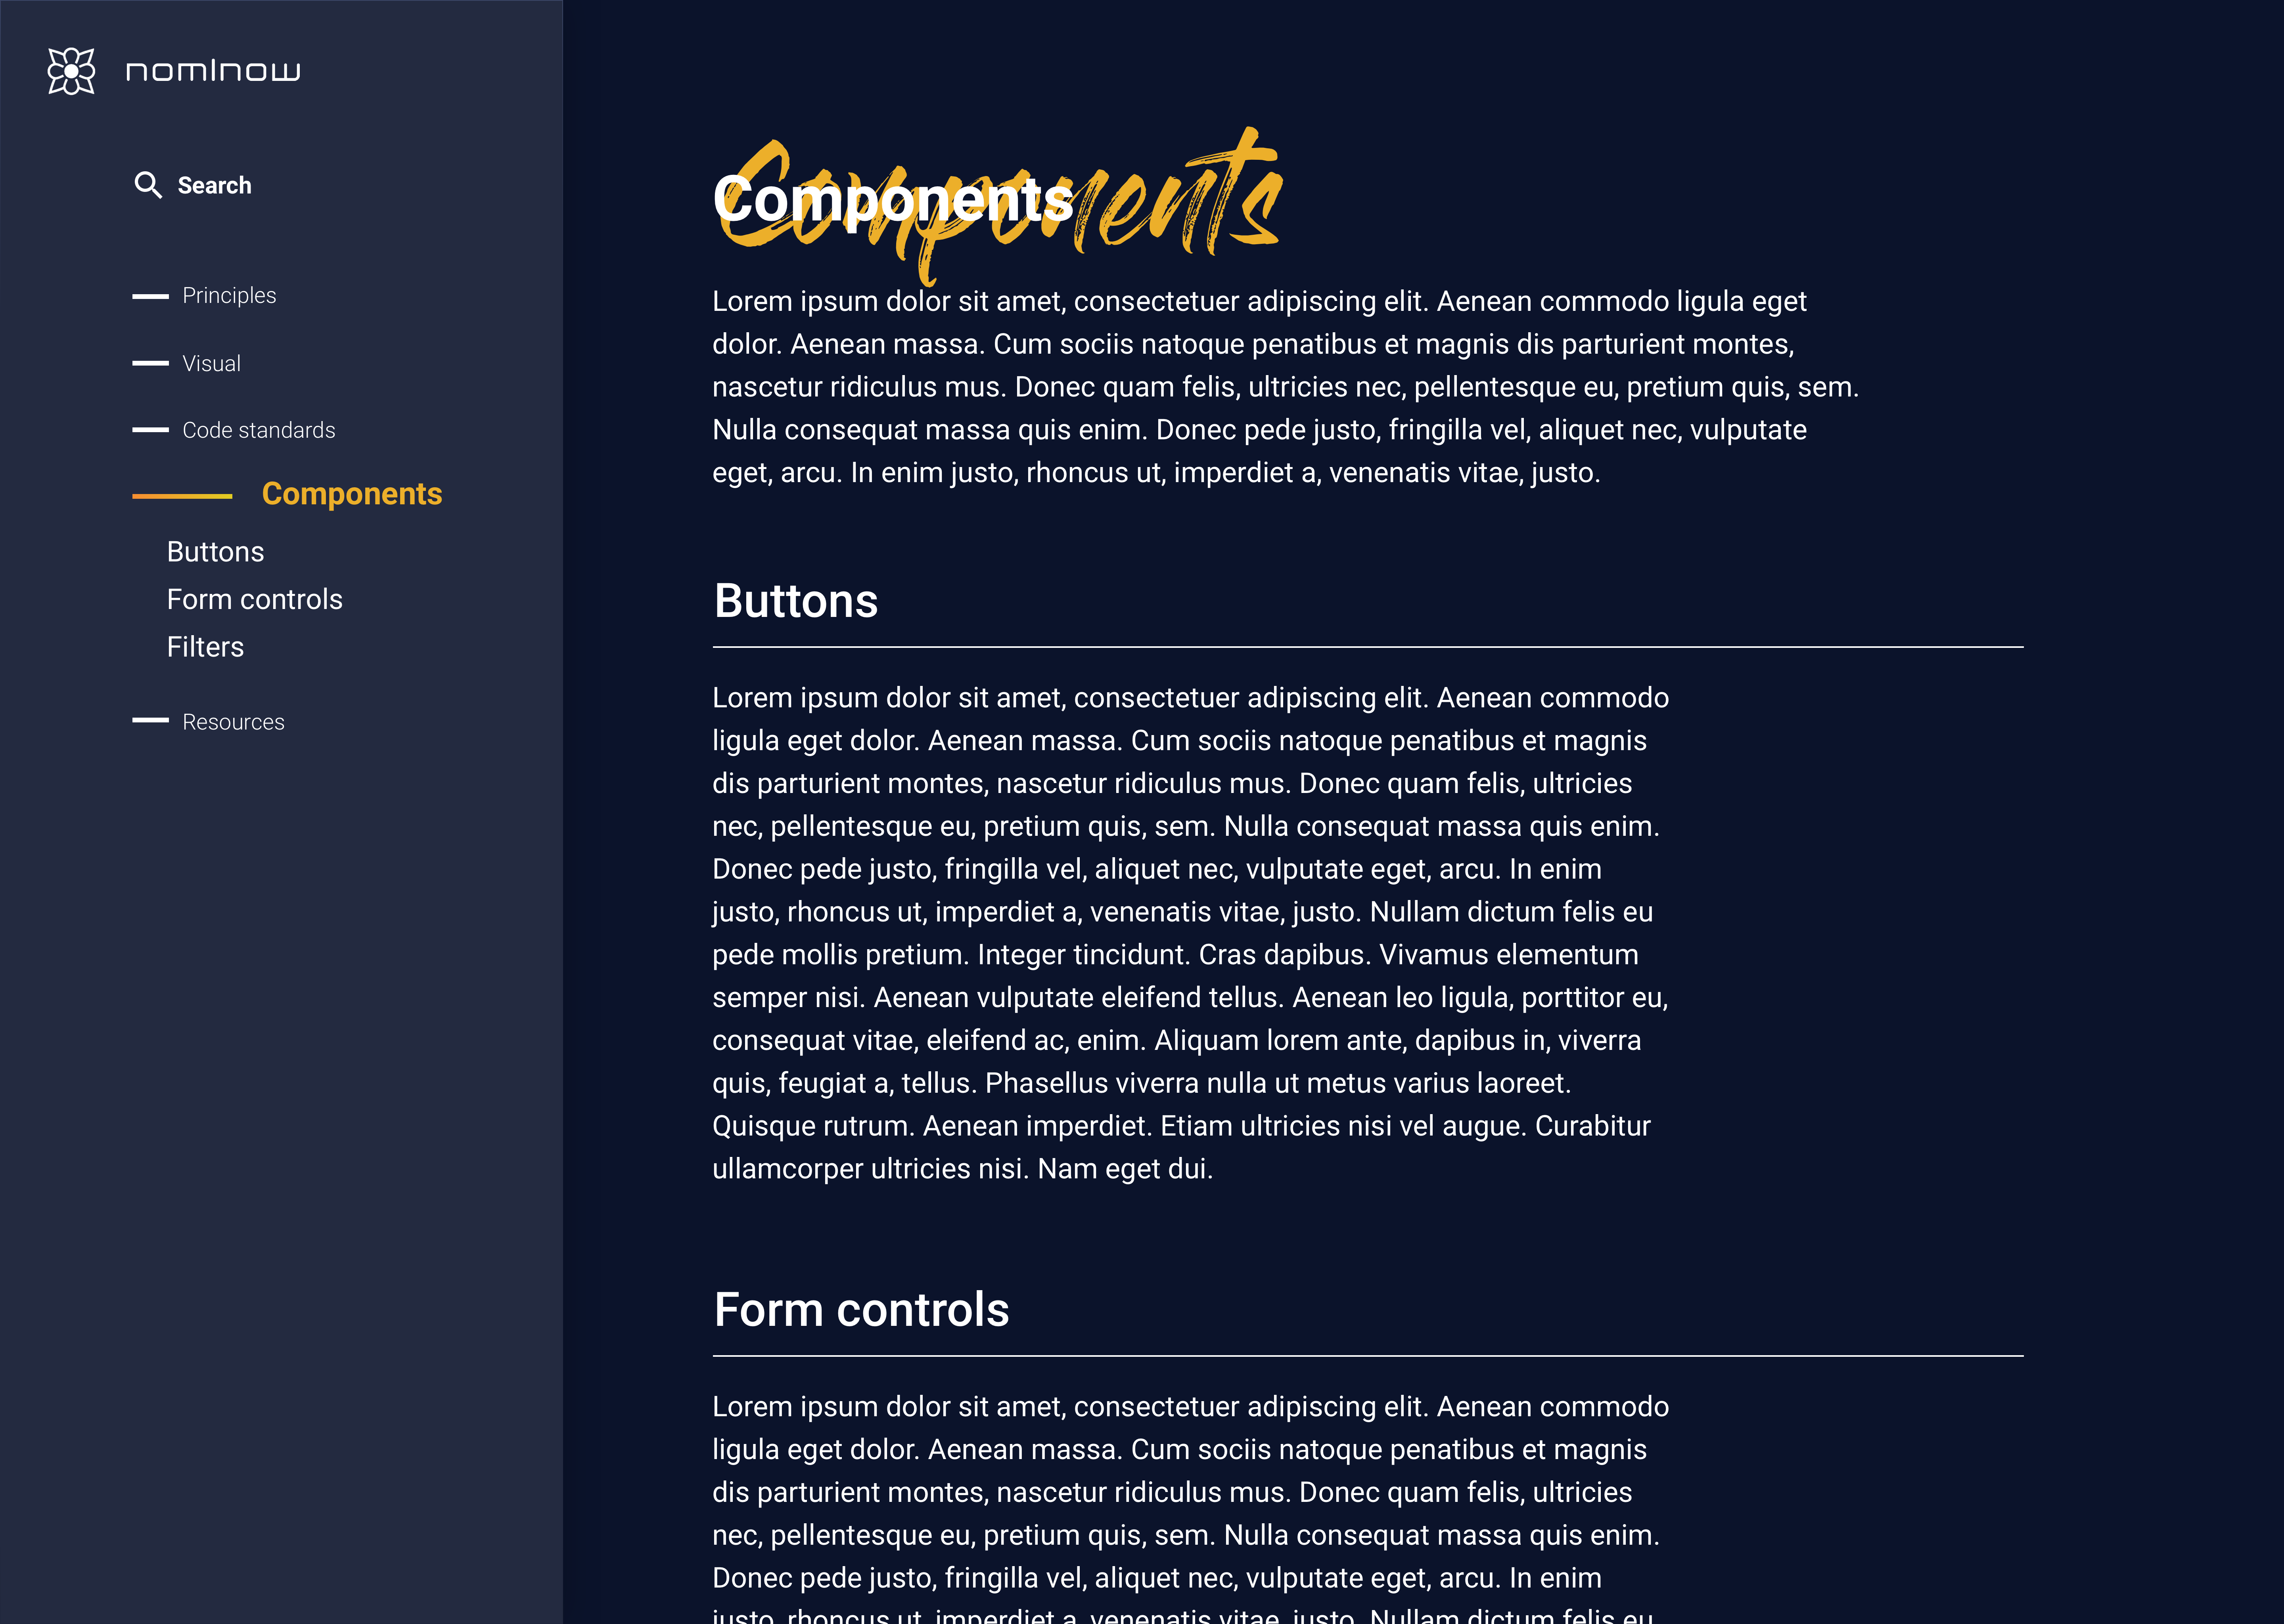 nomInow
Search
Principles
Visual
Code standards
Components
Buttons
Form controls
Filters
Resources
Components
Components
Lorem ipsum dolor sit amet, consectetuer adipiscing elit. Aenean commodo ligula eget
dolor. Aenean massa. Cum sociis natoque penatibus et magnis dis parturient montes,
nascetur ridiculus mus. Donec quam felis, ultricies nec, pellentesque eu, pretium quis, sem.
Nulla consequat massa quis enim. Donec pede justo, fringilla vel, aliquet nec, vulputate
eget, arcu. In enim justo, rhoncus ut, imperdiet a, venenatis vitae, justo.
Buttons
Lorem ipsum dolor sit amet, consectetuer adipiscing elit. Aenean commodo
ligula eget dolor. Aenean massa. Cum sociis natoque penatibus et magnis
dis parturient montes, nascetur ridiculus mus. Donec quam felis, ultricies
nec, pellentesque eu, pretium quis, sem. Nulla consequat massa quis enim.
Donec pede justo, fringilla vel, aliquet nec, vulputate eget, arcu. In enim
justo, rhoncus ut, imperdiet a, venenatis vitae, justo. Nullam dictum felis eu
pede mollis pretium. Integer tincidunt. Cras dapibus. Vivamus elementum
semper nisi. Aenean vulputate eleifend tellus. Aenean leo ligula, porttitor eu,
consequat vitae, eleifend ac, enim. Aliquam lorem ante, dapibus in, viverra
quis, feugiat a, tellus. Phasellus viverra nulla ut metus varius laoreet.
Quisque rutrum. Aenean imperdiet. Etiam ultricies nisi vel augue. Curabitur
ullamcorper ultricies nisi. Nam eget dui.
Form controls
Lorem ipsum dolor sit amet, consectetuer adipiscing elit. Aenean commodo
ligula eget dolor. Aenean massa. Cum sociis natoque penatibus et magnis
dis parturient montes, nascetur ridiculus mus. Donec quam felis, ultricies
nec, pellentesque eu, pretium quis, sem. Nulla consequat massa quis enim.
Donec pede justo, fringilla vel, aliquet nec, vulputate eget, arcu. In enim
justo, rhoncus ut, imperdiet a, venenatis vitae, justo. Nullam dictum felis eu